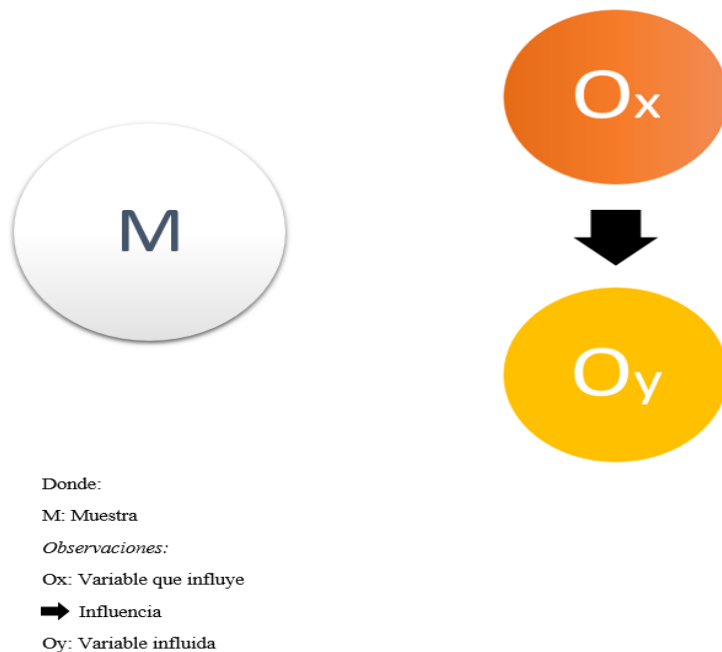 M
Ox
Oy
Donde:
M: Muestra
Observaciones:
Ox: Variable que influye
Influencia
Oy: Variable influida